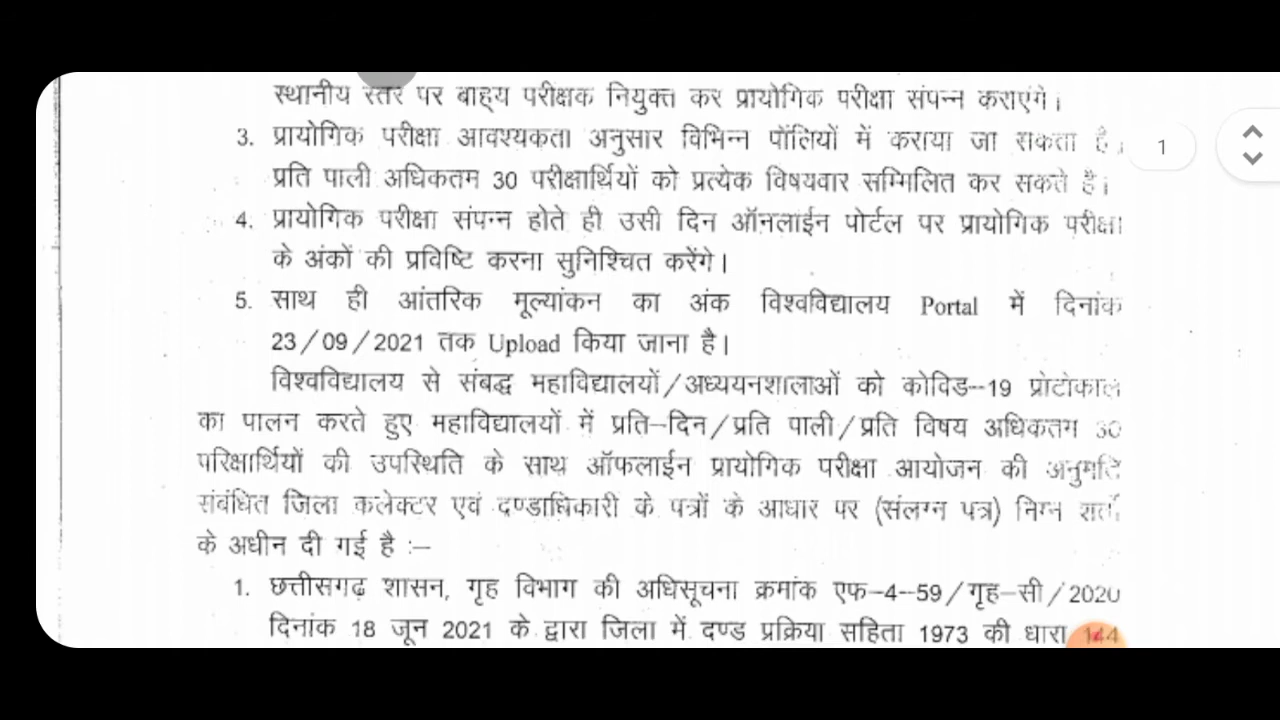 स्थानीय स्तर पर बाह्य परीक्षक नियुक्त कर प्रायोगिक परीक्षा संपन्न कराएंगे।
3. प्रायोगिक परीक्षा आवश्यकता अनुसार विभिन्न पॉलियों में कराया जा सकता है।
प्रति पाली अधिकतम 30 परीक्षार्थियों को प्रत्येक विषयवार सम्मिलित कर सकते है।
1
4. प्रायोगिक परीक्षा संपन्न होते ही उसी दिन ऑनलाईन पोर्टल पर प्रायोगिक परीक्षा
के अंकों की प्रविष्टि करना सुनिश्चित करेंगे।
5. साथ ही आंतरिक मूल्यांकन का अंक विश्वविद्यालय Portal में दिनांक
23/09/2021 तक Upload किया जाना है।
विश्वविद्यालय से संबद्ध महाविद्यालयों/अध्ययनशालाओं को कोविड–19 प्रोटोकाल
का पालन करते हुए महाविद्यालयों में प्रति–दिन/प्रति पाली/प्रति विषय अधिकतम 30
परिक्षार्थियों की उपस्थिति के साथ ऑफलाईन प्रायोगिक परीक्षा आयोजन की अनुमति
संबंधित जिला कलेक्टर एवं दण्डाधिकारी के पत्रों के आधार पर (संलग्न पत्र) निम्न शर्तों
के अधीन दी गई है :–
1. छत्तीसगढ़ शासन, गृह विभाग की अधिसूचना क्रमांक एफ–4–59/गृह–सी/2020
दिनांक 18 जून 2021 के द्वारा जिला में दण्ड प्रक्रिया सहिता 1973 की धारा 144